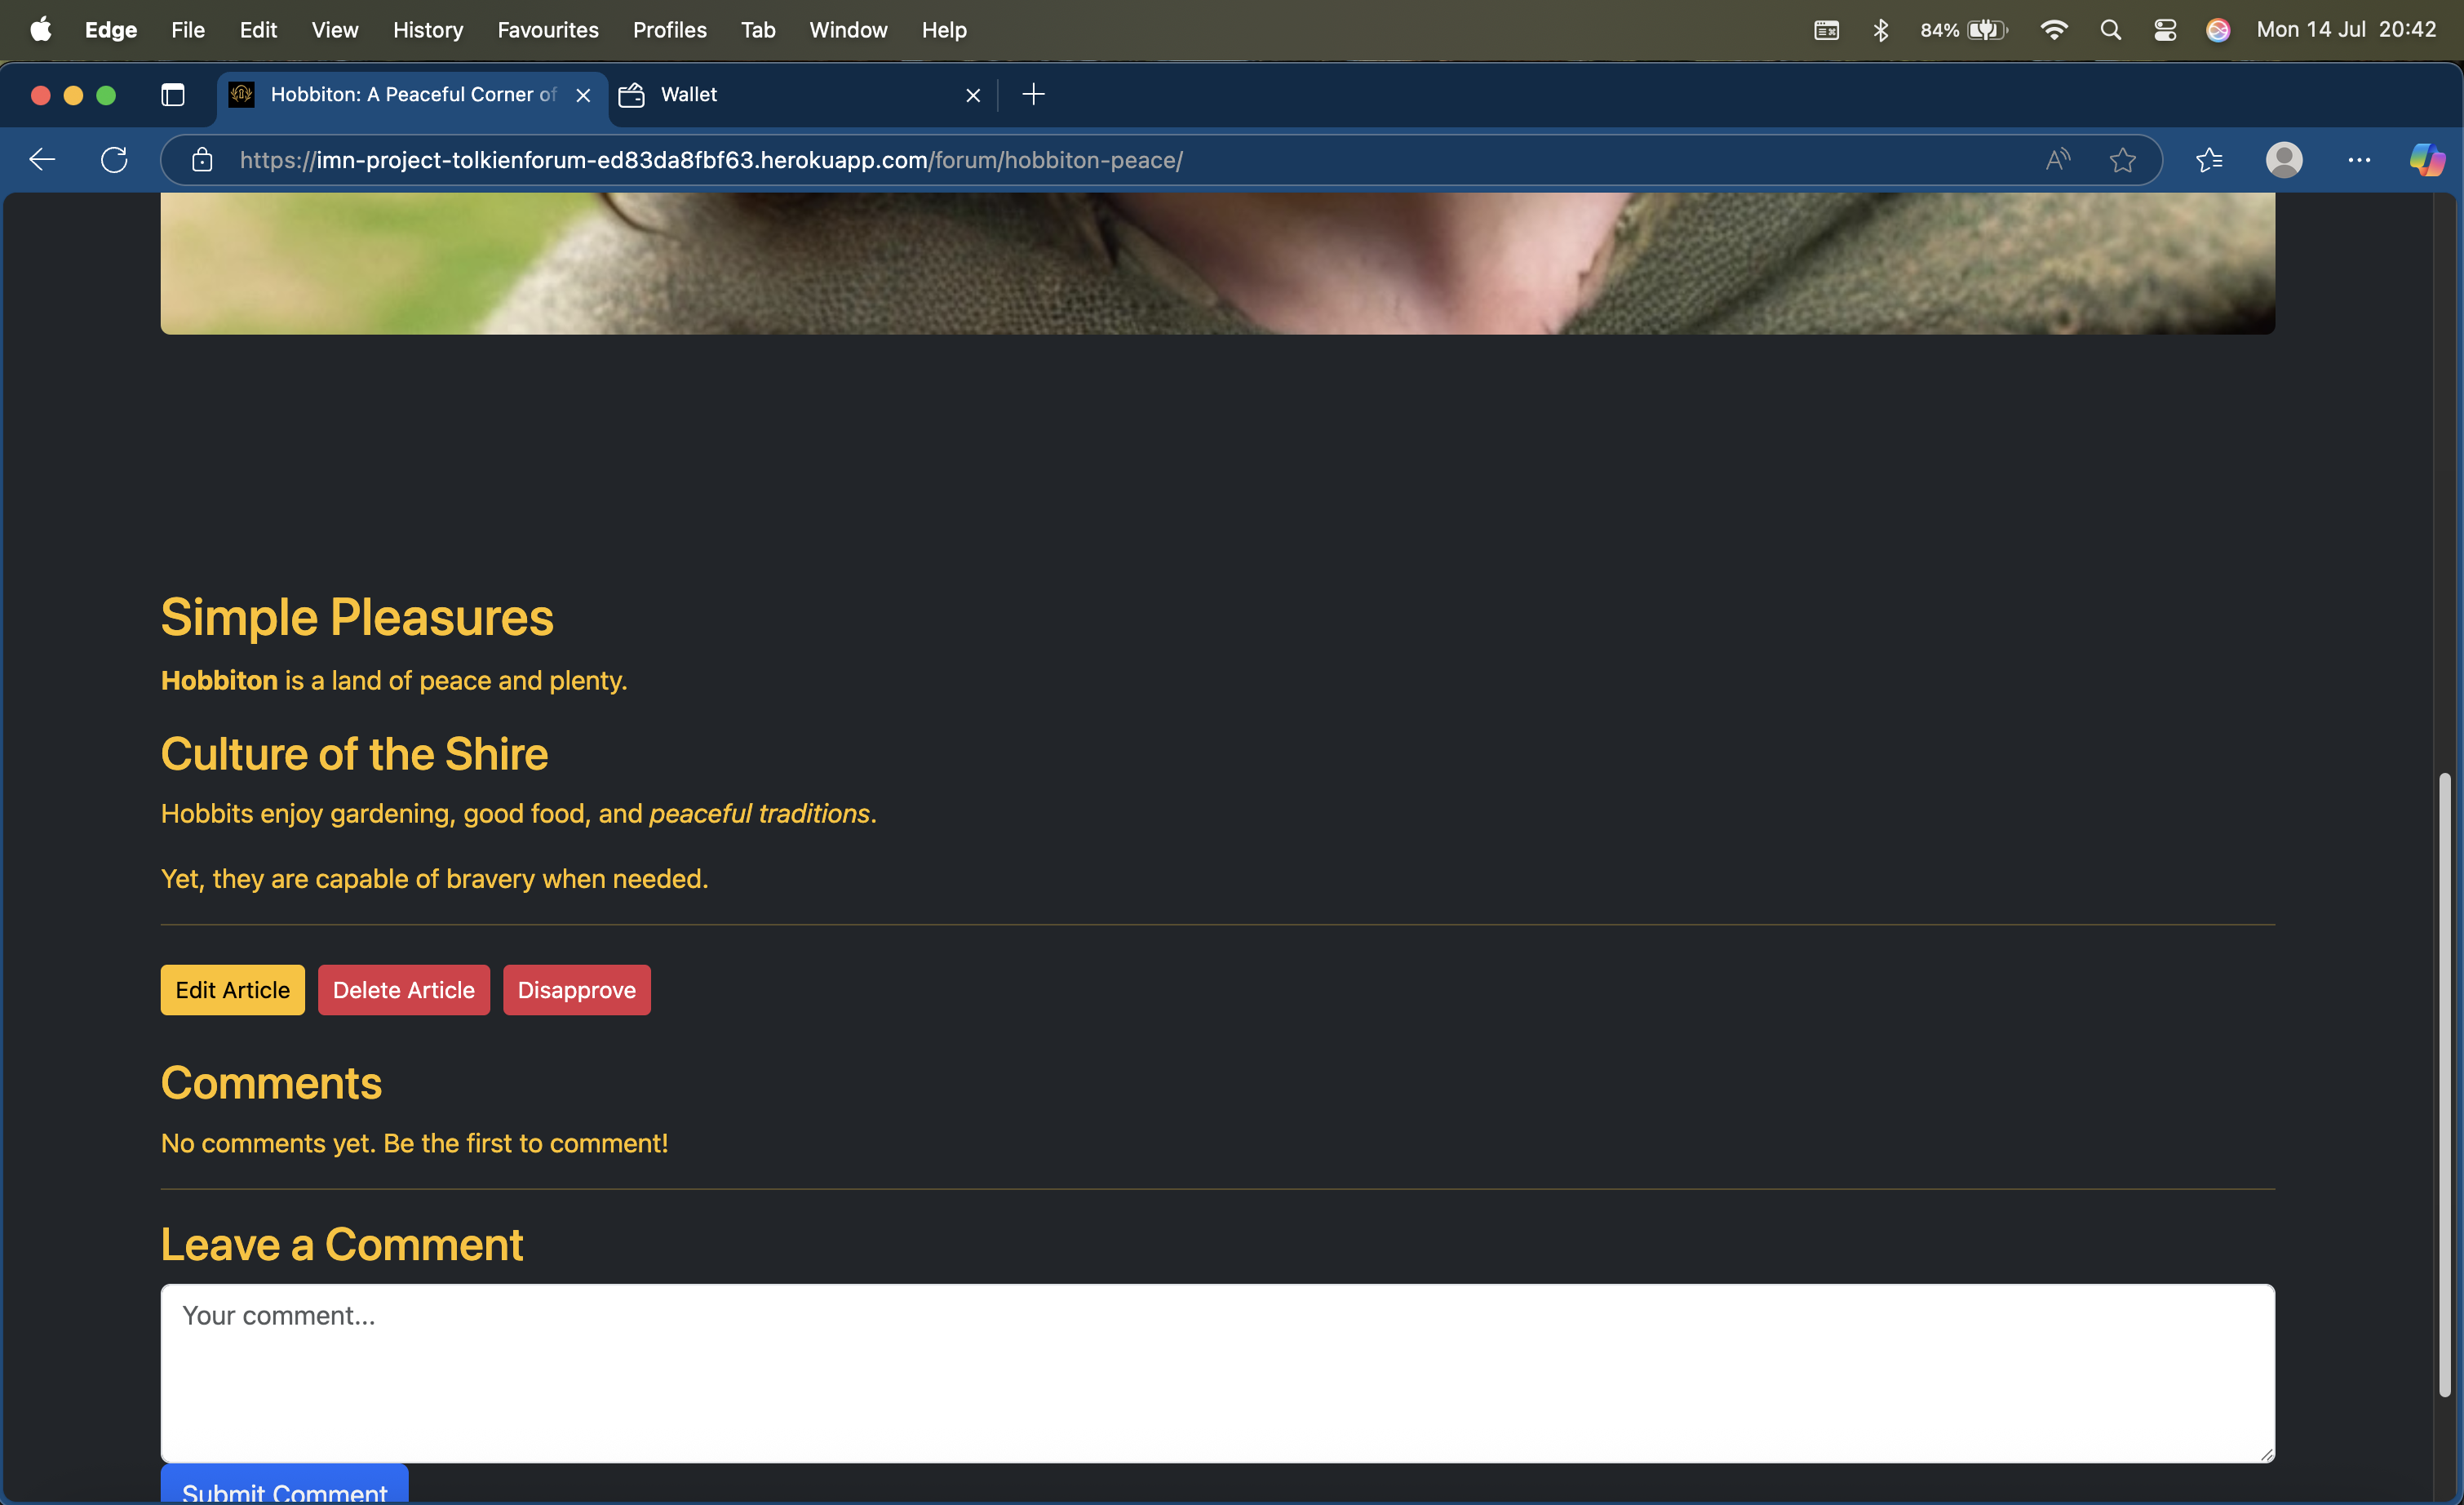 Edge File Edit View History Favourites Profiles Tab Window Help 84% Mon 14 Jul 20:42
Hobbiton: A Peaceful Corner of Wallet
https://imn-project-tolkienforum-ed83da8fbf63.herokuapp.com/forum/hobbiton-peace/
Simple Pleasures
Hobbiton is a land of peace and plenty.
Culture of the Shire
Hobbits enjoy gardening, good food, and peaceful traditions.
Yet, they are capable of bravery when needed.
Edit Article Delete Article Disapprove
Comments
No comments yet. Be the first to comment!
Leave a Comment
Your comment...
Submit Comment